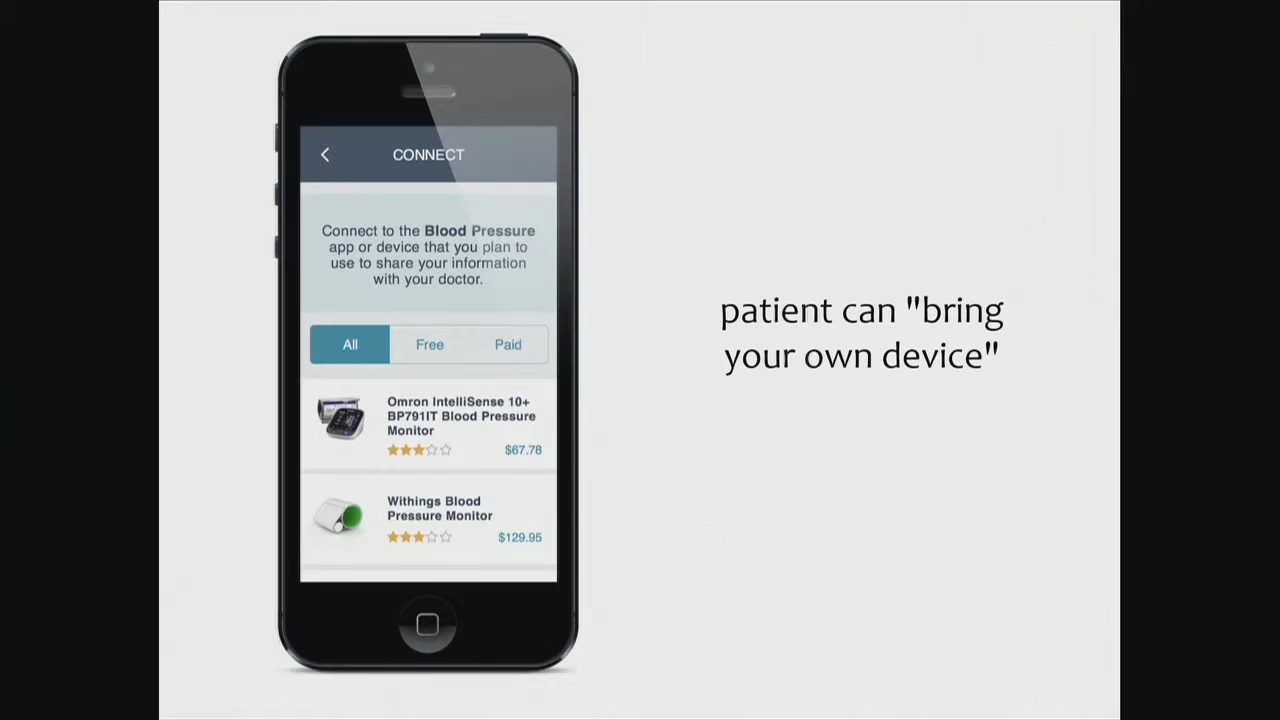 CONNECT
Connect to the Blood Pressure
app or device that you plan to
use to share your information
with your doctor.
All Free Paid
Omron IntelliSense 10+
BP791IT Blood Pressure
Monitor
$67.78
Withings Blood
Pressure Monitor
$129.95
patient can "bring
your own device"